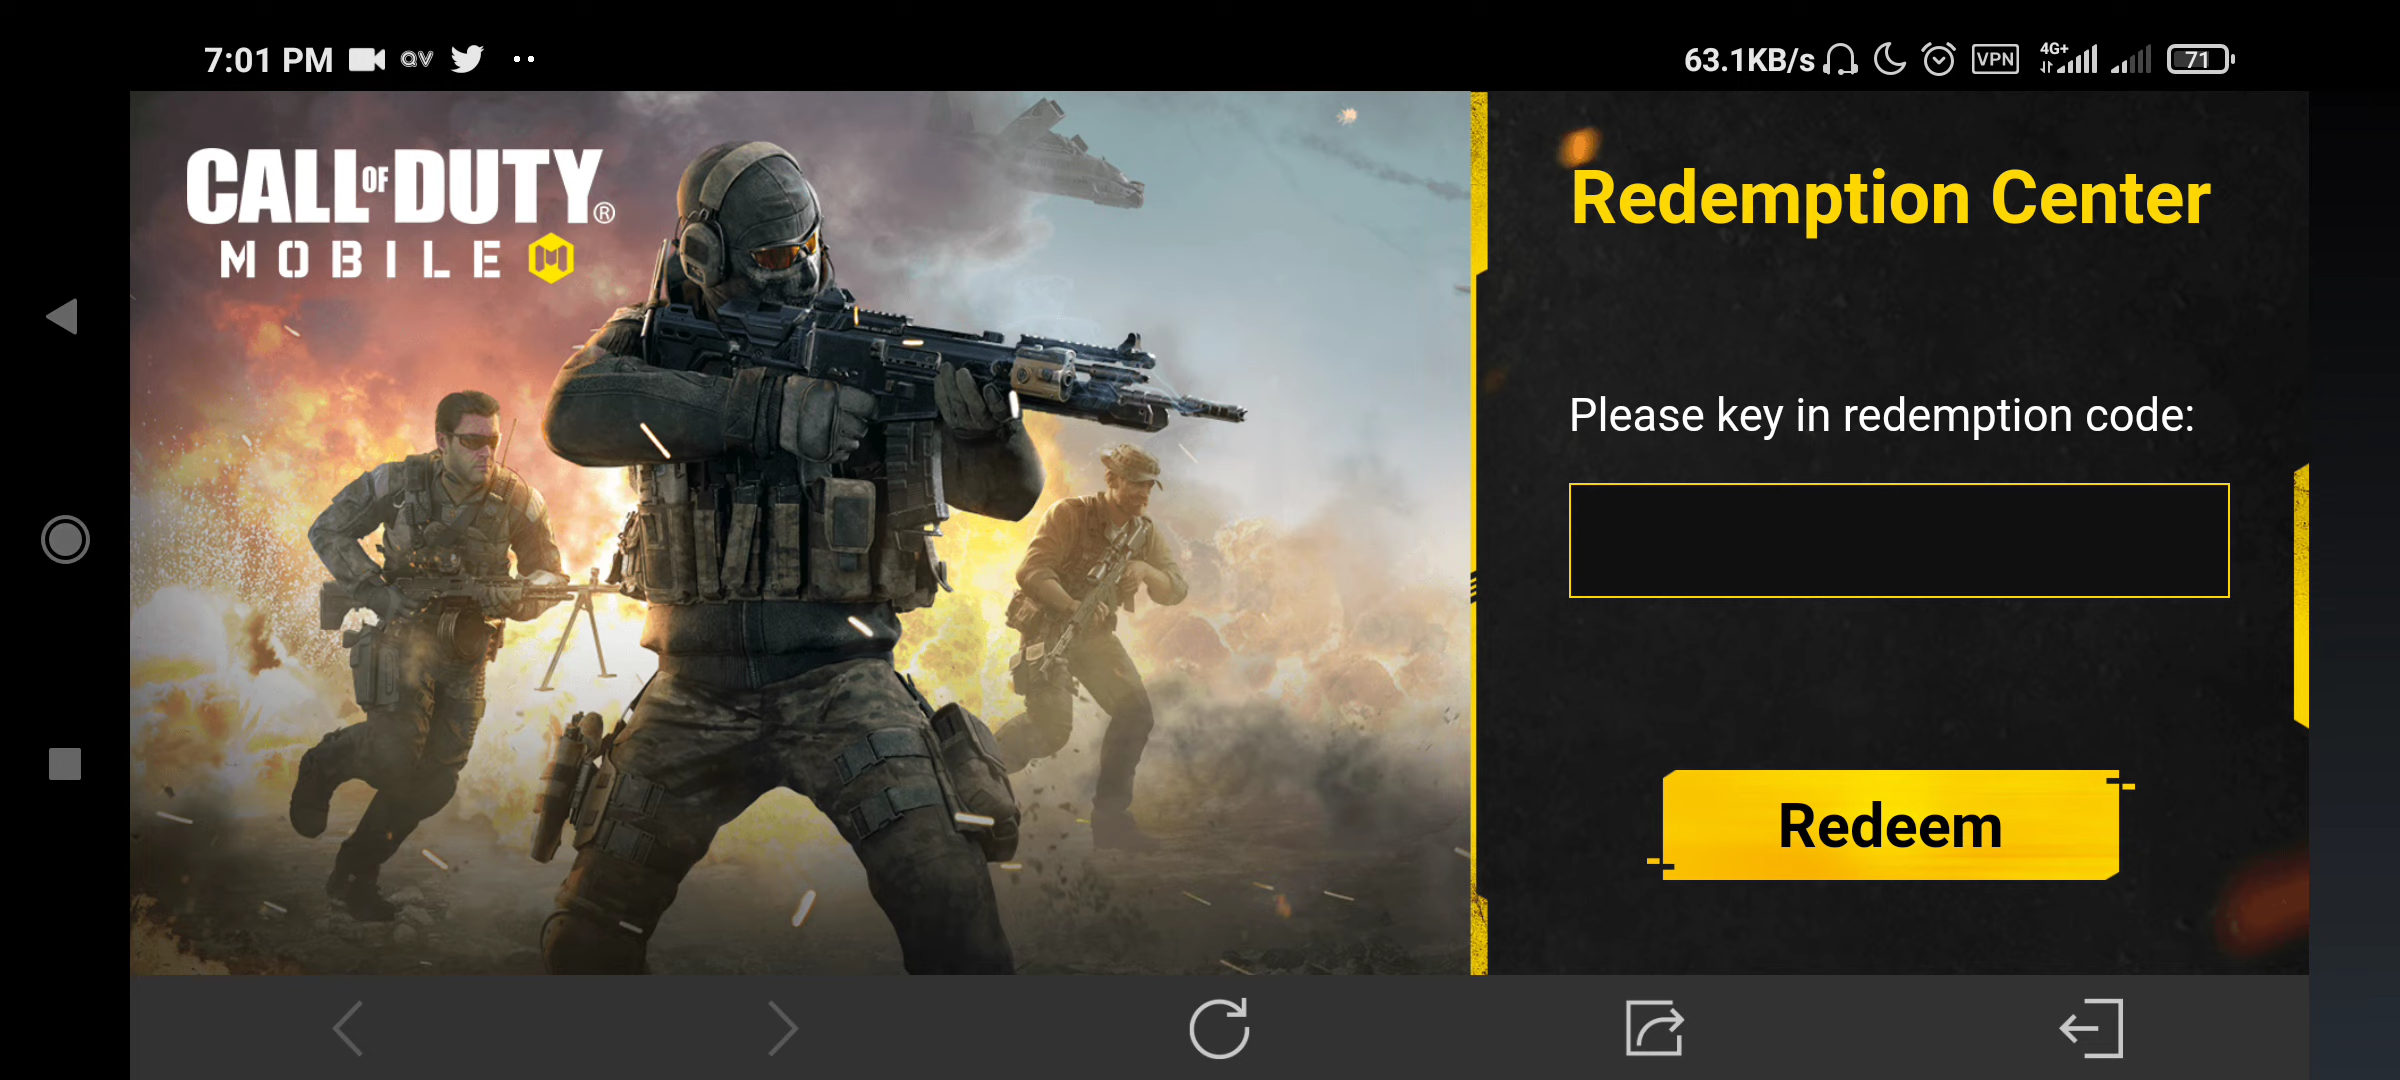 7:01 PM
63.1KB/s VPN 4G+ 71
CALL OF DUTY®
MOBILE
Redemption Center
Please key in redemption code:
Redeem